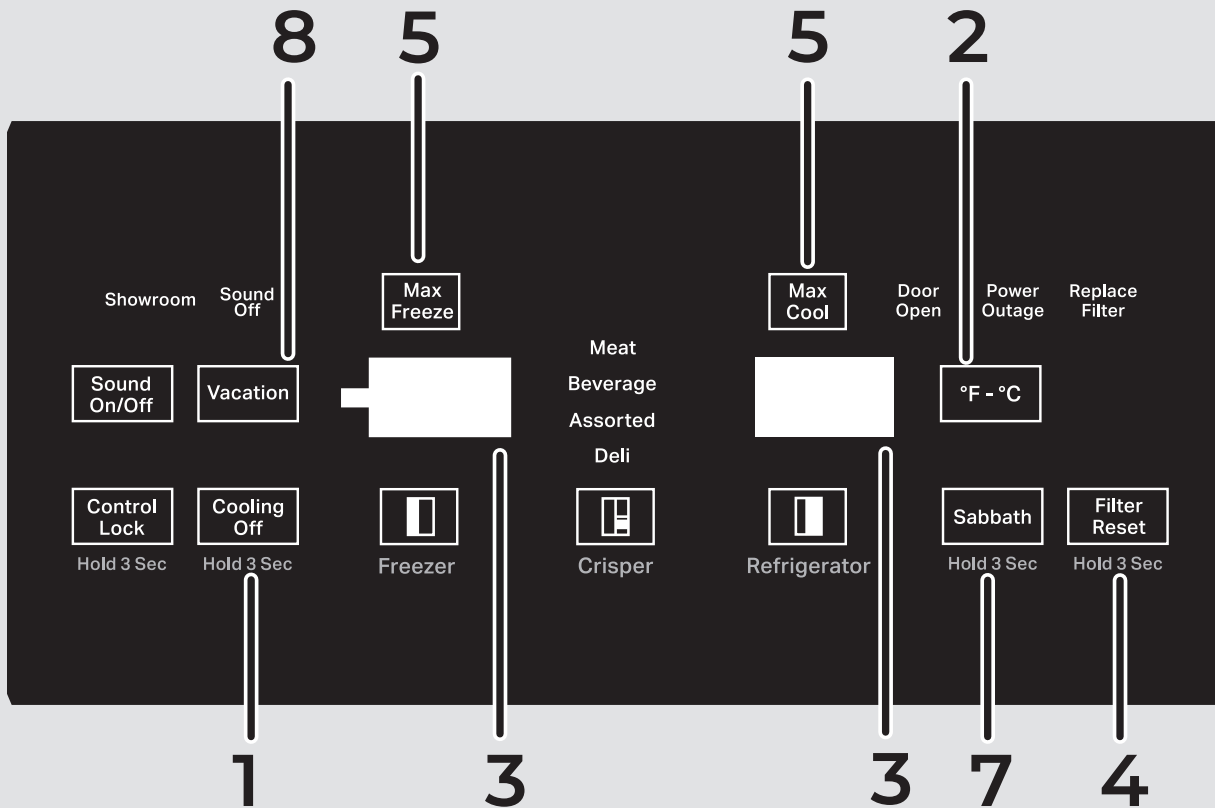 8 5 5 2
Showroom
Sound
Off
Max
Freeze
Max
Cool
Door
Open
Power
Outage
Replace
Filter
Meat
Beverage
Assorted
Deli
Sound
On/Off
Vacation
°F - °C
Control
Lock
Hold 3 Sec
Cooling
Off
Hold 3 Sec
Freezer
Crisper
Refrigerator
Sabbath
Hold 3 Sec
Filter
Reset
Hold 3 Sec
1 3 3 7 4